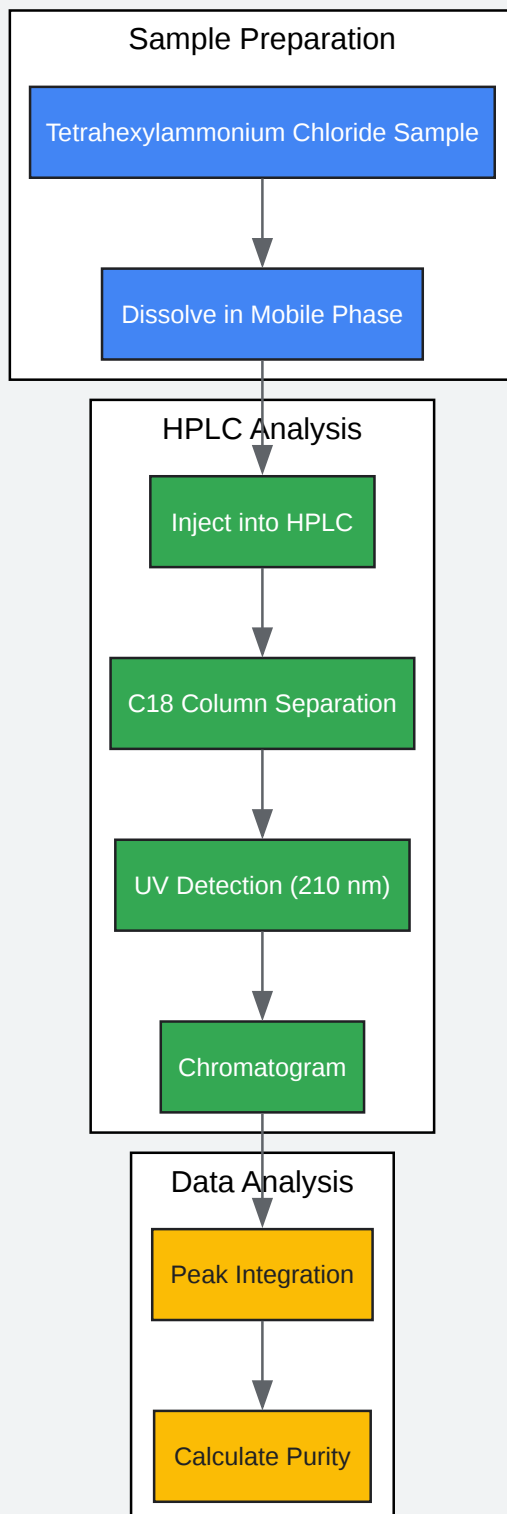 Sample Preparation
Tetrahexylammonium Chloride Sample
Dissolve in Mobile Phase
HPLC Analysis
Inject into HPLC
C18 Column Separation
UV Detection (210 nm)
Chromatogram
Data Analysis
Peak Integration
Calculate Purity